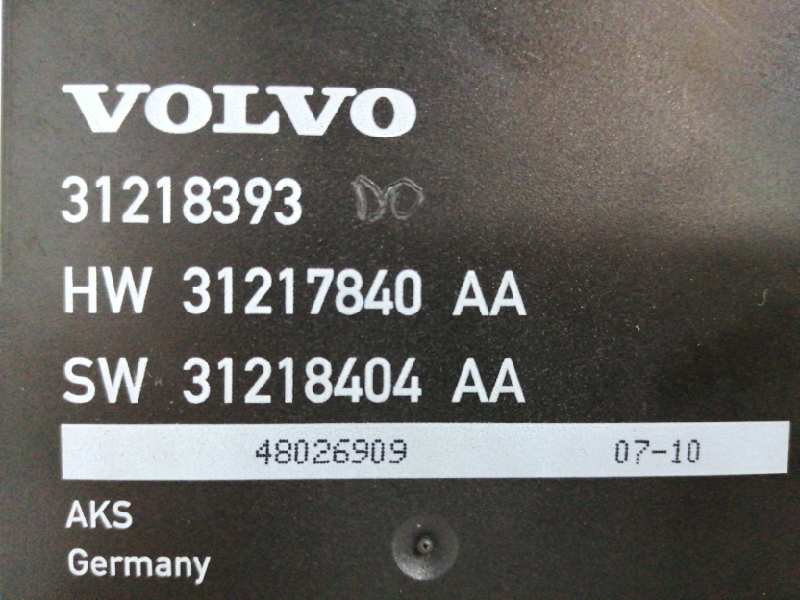 VOLVO
31218393 DO
HW 31217840 AA
SW 31218404 AA
48026909 07-10
AKS
Germany